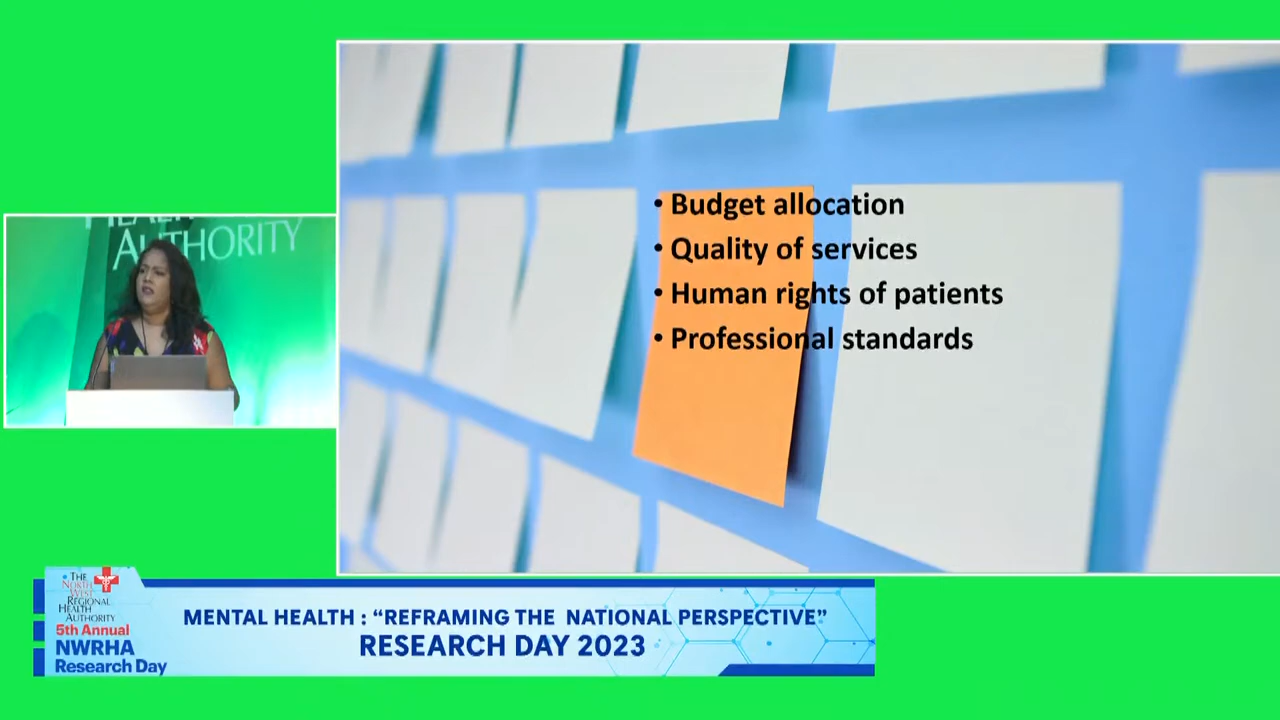 AUTHORITY
• Budget allocation
• Quality of services
• Human rights of patients
• Professional standards
THE
NORTH
WEST
REGIONAL
HEALTH
AUTHORITY
5th Annual
NWRHA
Research Day
MENTAL HEALTH : “REFRAMING THE NATIONAL PERSPECTIVE”
RESEARCH DAY 2023